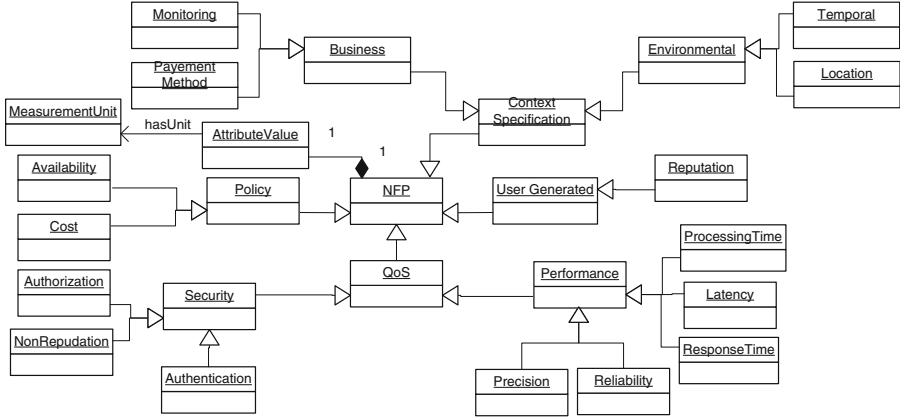 Monitoring
Temporal
Business
Environmental
Payement
Method
Location
MeasurementUnit
Context
Specification
hasUnit
AttributeValue
1
1
Availability
Policy
NFP
User Generated
Reputation
Cost
ProcessingTime
Authorization
Security
QoS
Performance
Latency
NonRepudation
ResponseTime
Authentication
Precision
Reliability